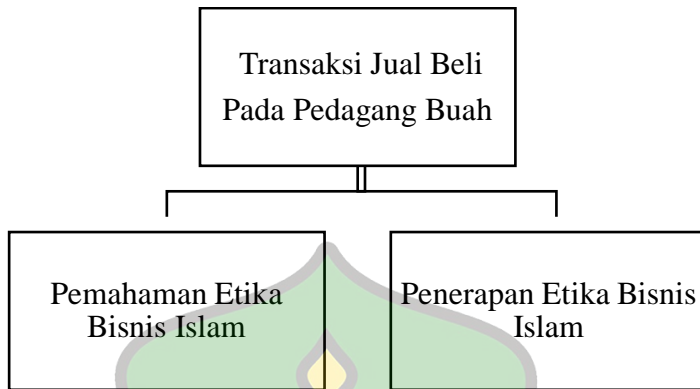 Transaksi Jual Beli
Pada Pedagang Buah
Pemahaman Etika
Bisnis Islam
Penerapan Etika Bisnis
Islam